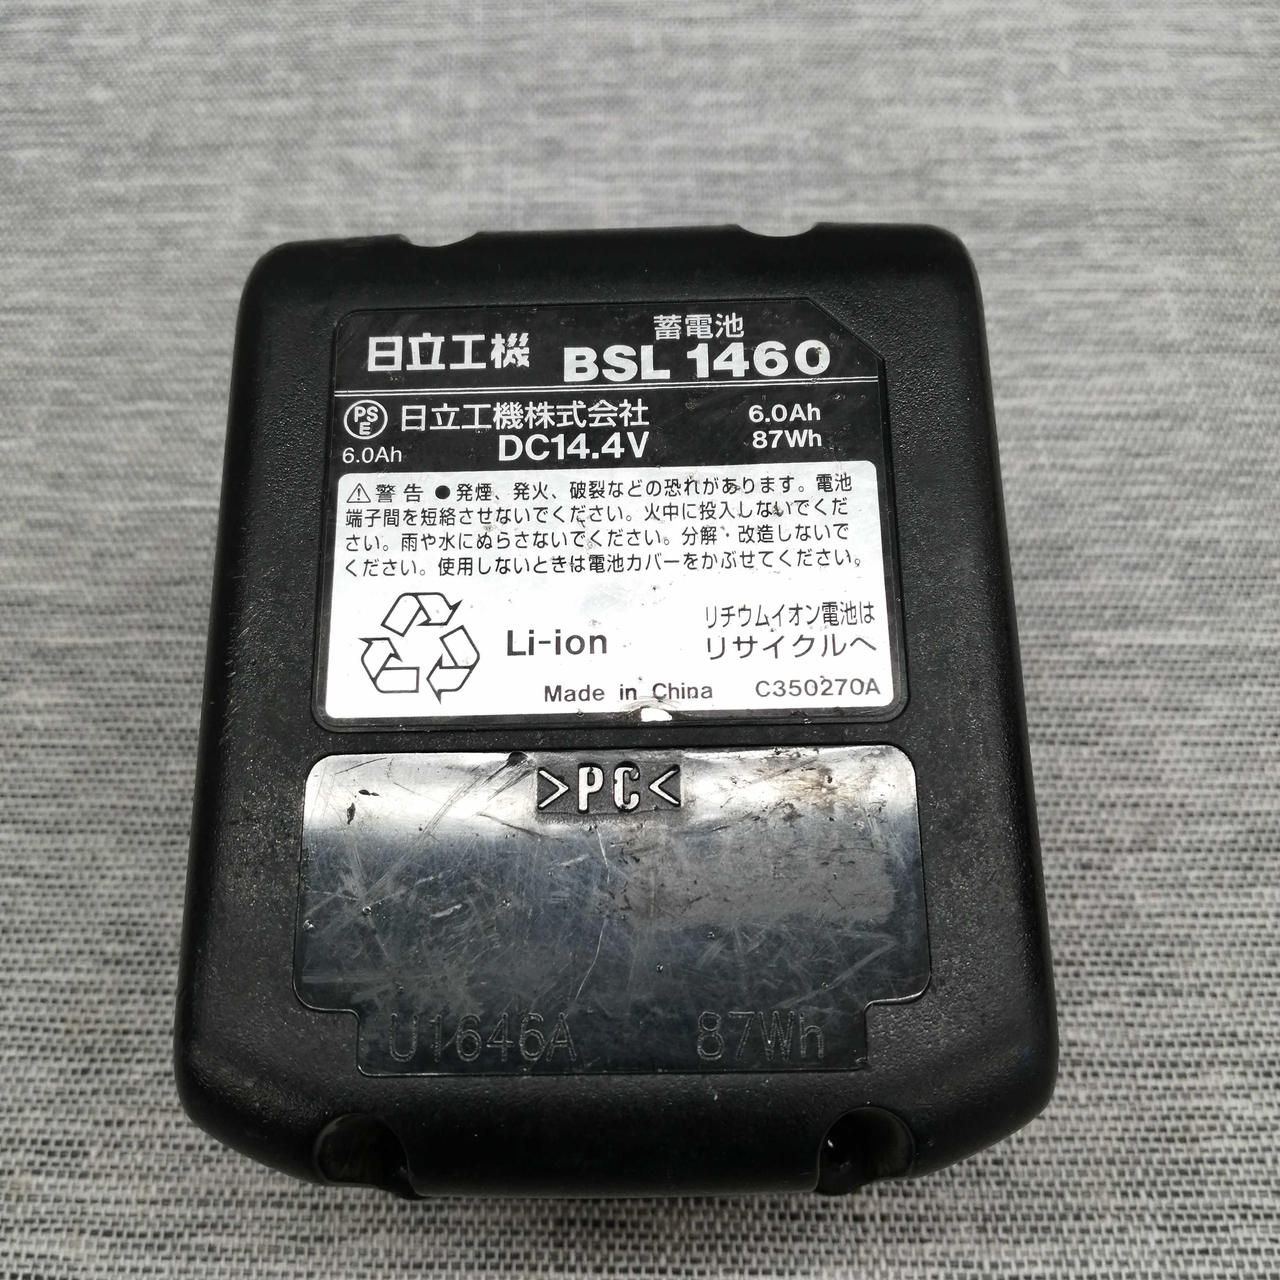 蓄電池
日立工機 BSL 1460
PSE 日立工機株式会社 6.0Ah
6.0Ah DC14.4V 87Wh
⚠警告 ●発煙、発火、破裂などの恐れがあります。電池
端子間を短絡させないでください。火中に投入しないでくだ
さい。雨や水にぬらさないでください。分解・改造しないで
ください。使用しないときは電池カバーをかぶせてください。
リチウムイオン電池は
Li-ion リサイクルへ
Made in China C350270A
>PC<
U1646A 87Wh